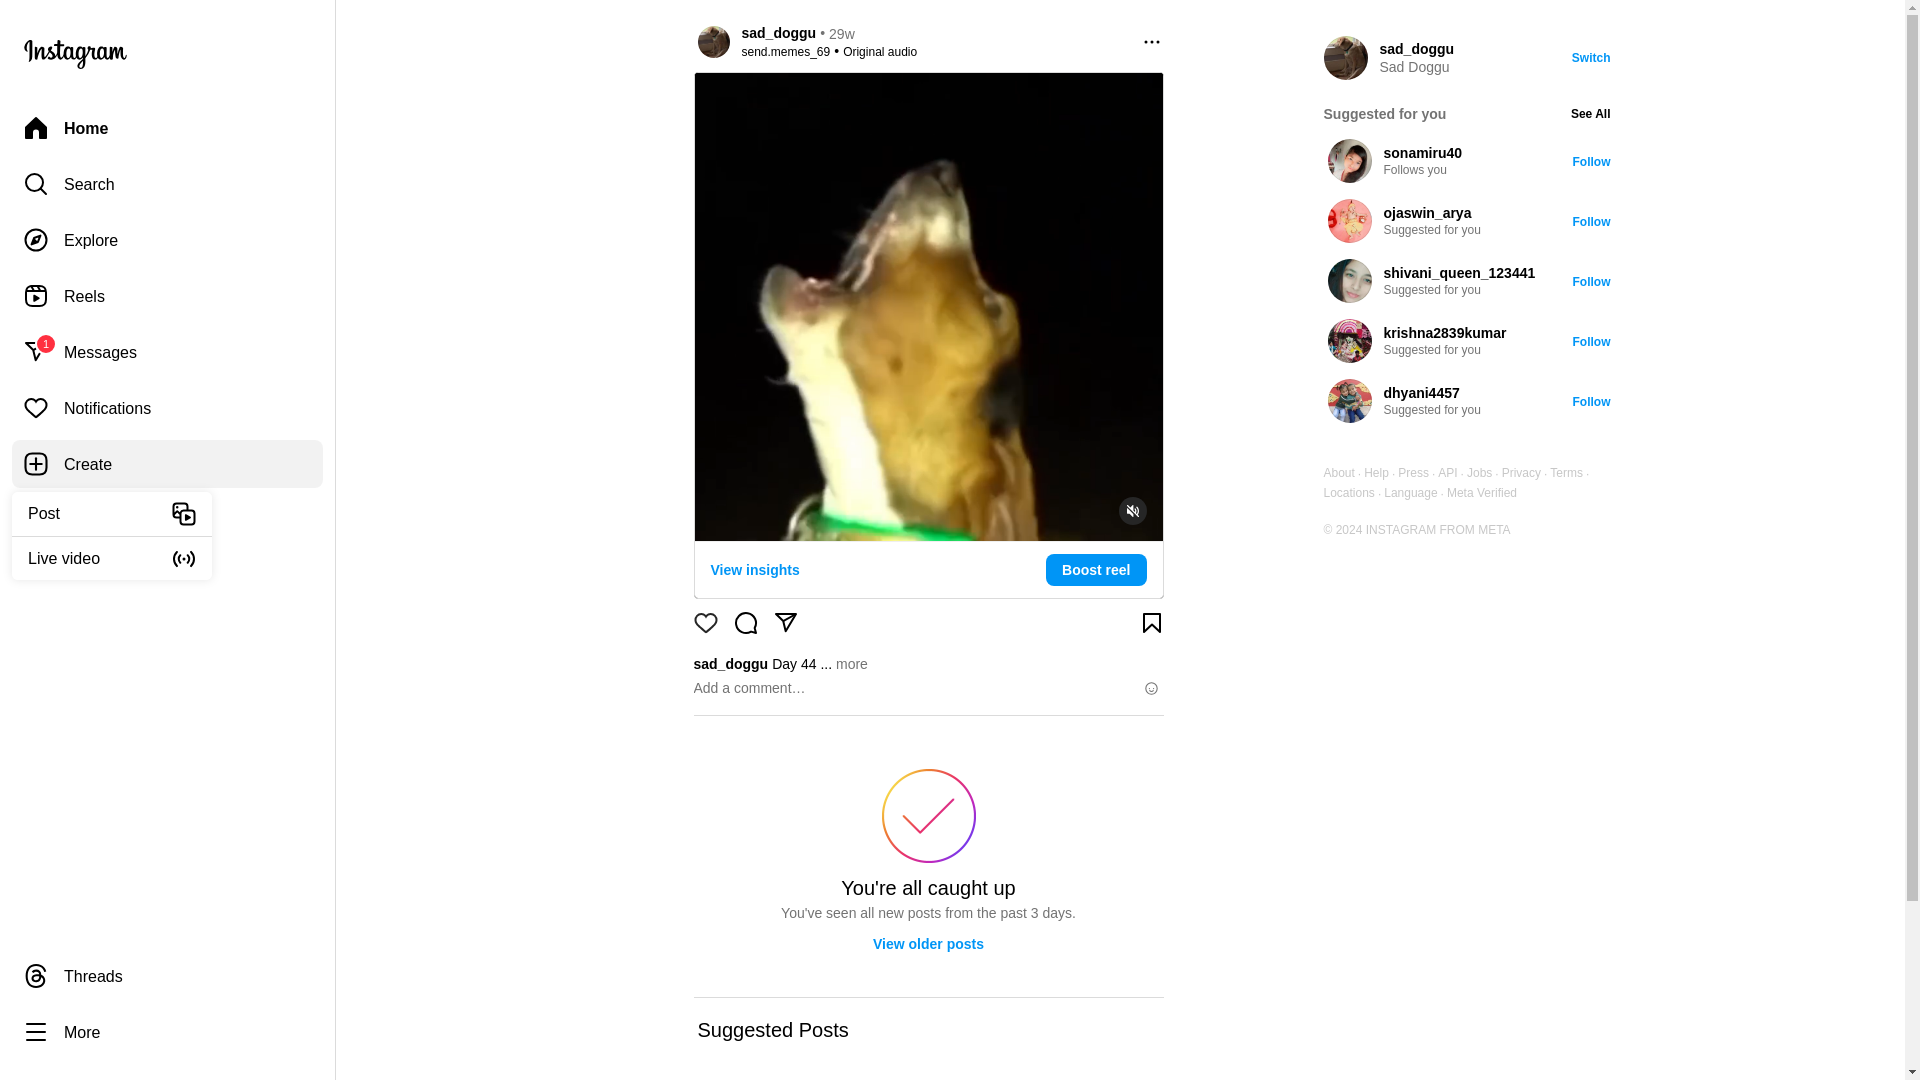 Instagram
Home
Search
Explore
Reels
1
Messages
Notifications
Create
Post
Live video
Threads
More
sad_doggu • 29w
send.memes_69 • Original audio
View insights
Boost reel
sad_doggu Day 44 ... more
Add a comment…
You're all caught up
You've seen all new posts from the past 3 days.
View older posts
Suggested Posts
sad_doggu
Sad Doggu
Switch
Suggested for you
See All
sonamiru40
Follows you
Follow
ojaswin_arya
Suggested for you
Follow
shivani_queen_123441
Suggested for you
Follow
krishna2839kumar
Suggested for you
Follow
dhyani4457
Suggested for you
Follow
About · Help · Press · API · Jobs · Privacy · Terms ·
Locations · Language · Meta Verified
© 2024 INSTAGRAM FROM META